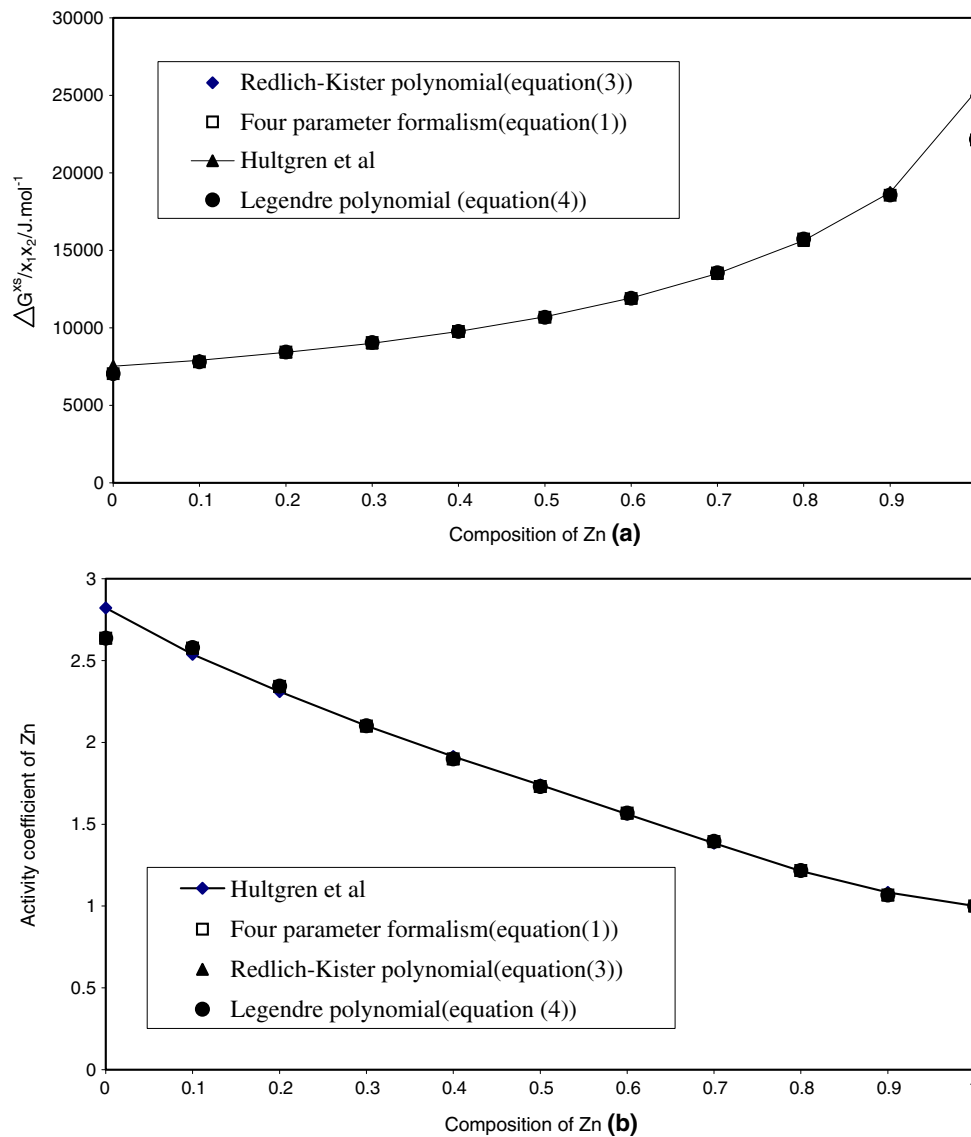 30000
25000
20000
15000
10000
5000
0
△G^xs/x₁x₂/J.mol⁻¹
Redlich-Kister polynomial(equation(3))
Four parameter formalism(equation(1))
Hultgren et al
Legendre polynomial (equation(4))
0 0.1 0.2 0.3 0.4 0.5 0.6 0.7 0.8 0.9
Composition of Zn (a)
3
2.5
2
1.5
1
0.5
0
Activity coefficient of Zn
Hultgren et al
Four parameter formalism(equation(1))
Redlich-Kister polynomial(equation(3))
Legendre polynomial(equation (4))
0 0.1 0.2 0.3 0.4 0.5 0.6 0.7 0.8 0.9
Composition of Zn (b)